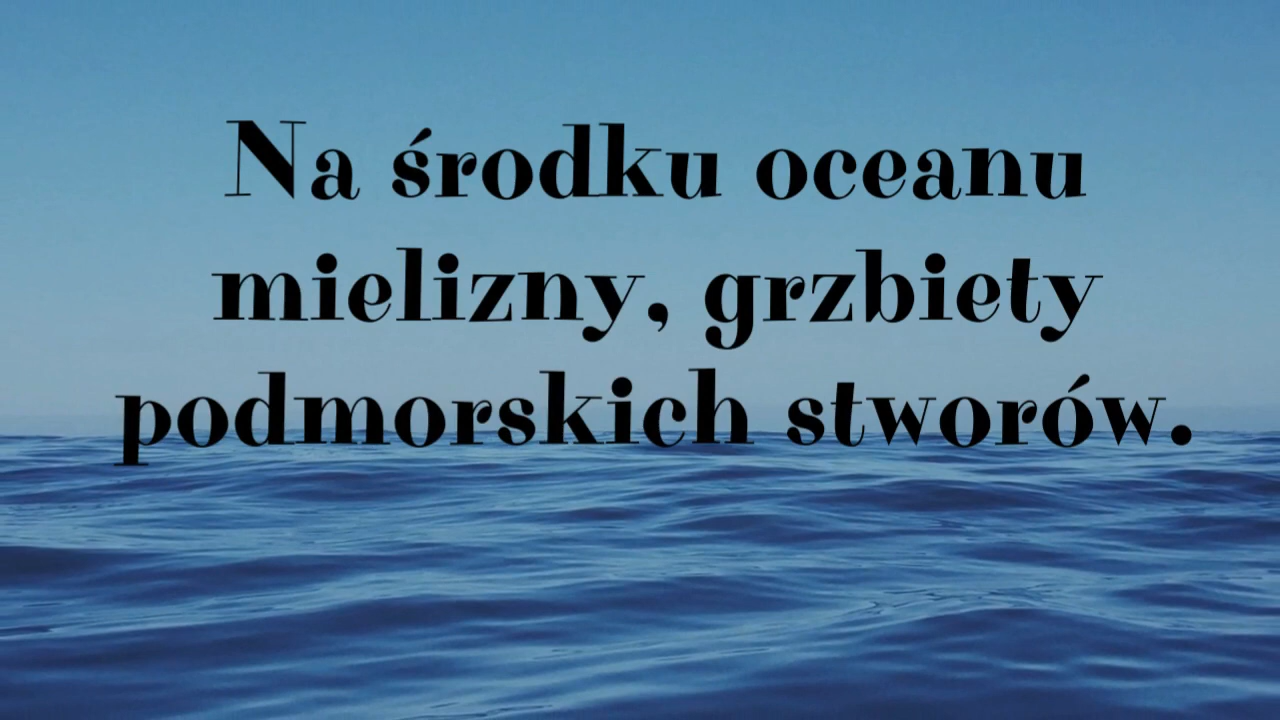 Na środku oceanu
mielizny, grzbiety
podmorskich stworów.